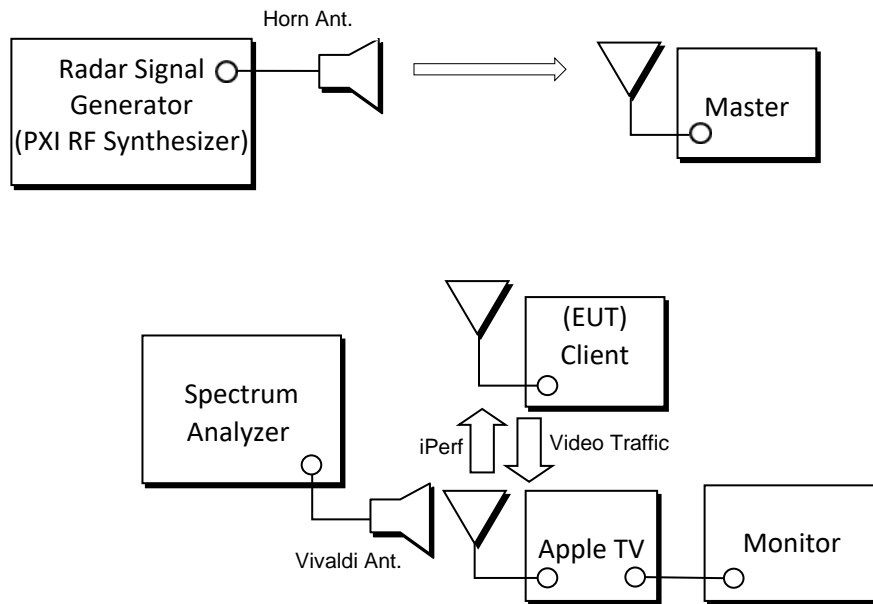 Horn Ant.
Radar Signal
Generator
(PXI RF Synthesizer)
Master
(EUT)
Client
Spectrum
Analyzer
iPerf
Video Traffic
Vivaldi Ant.
Apple TV
Monitor